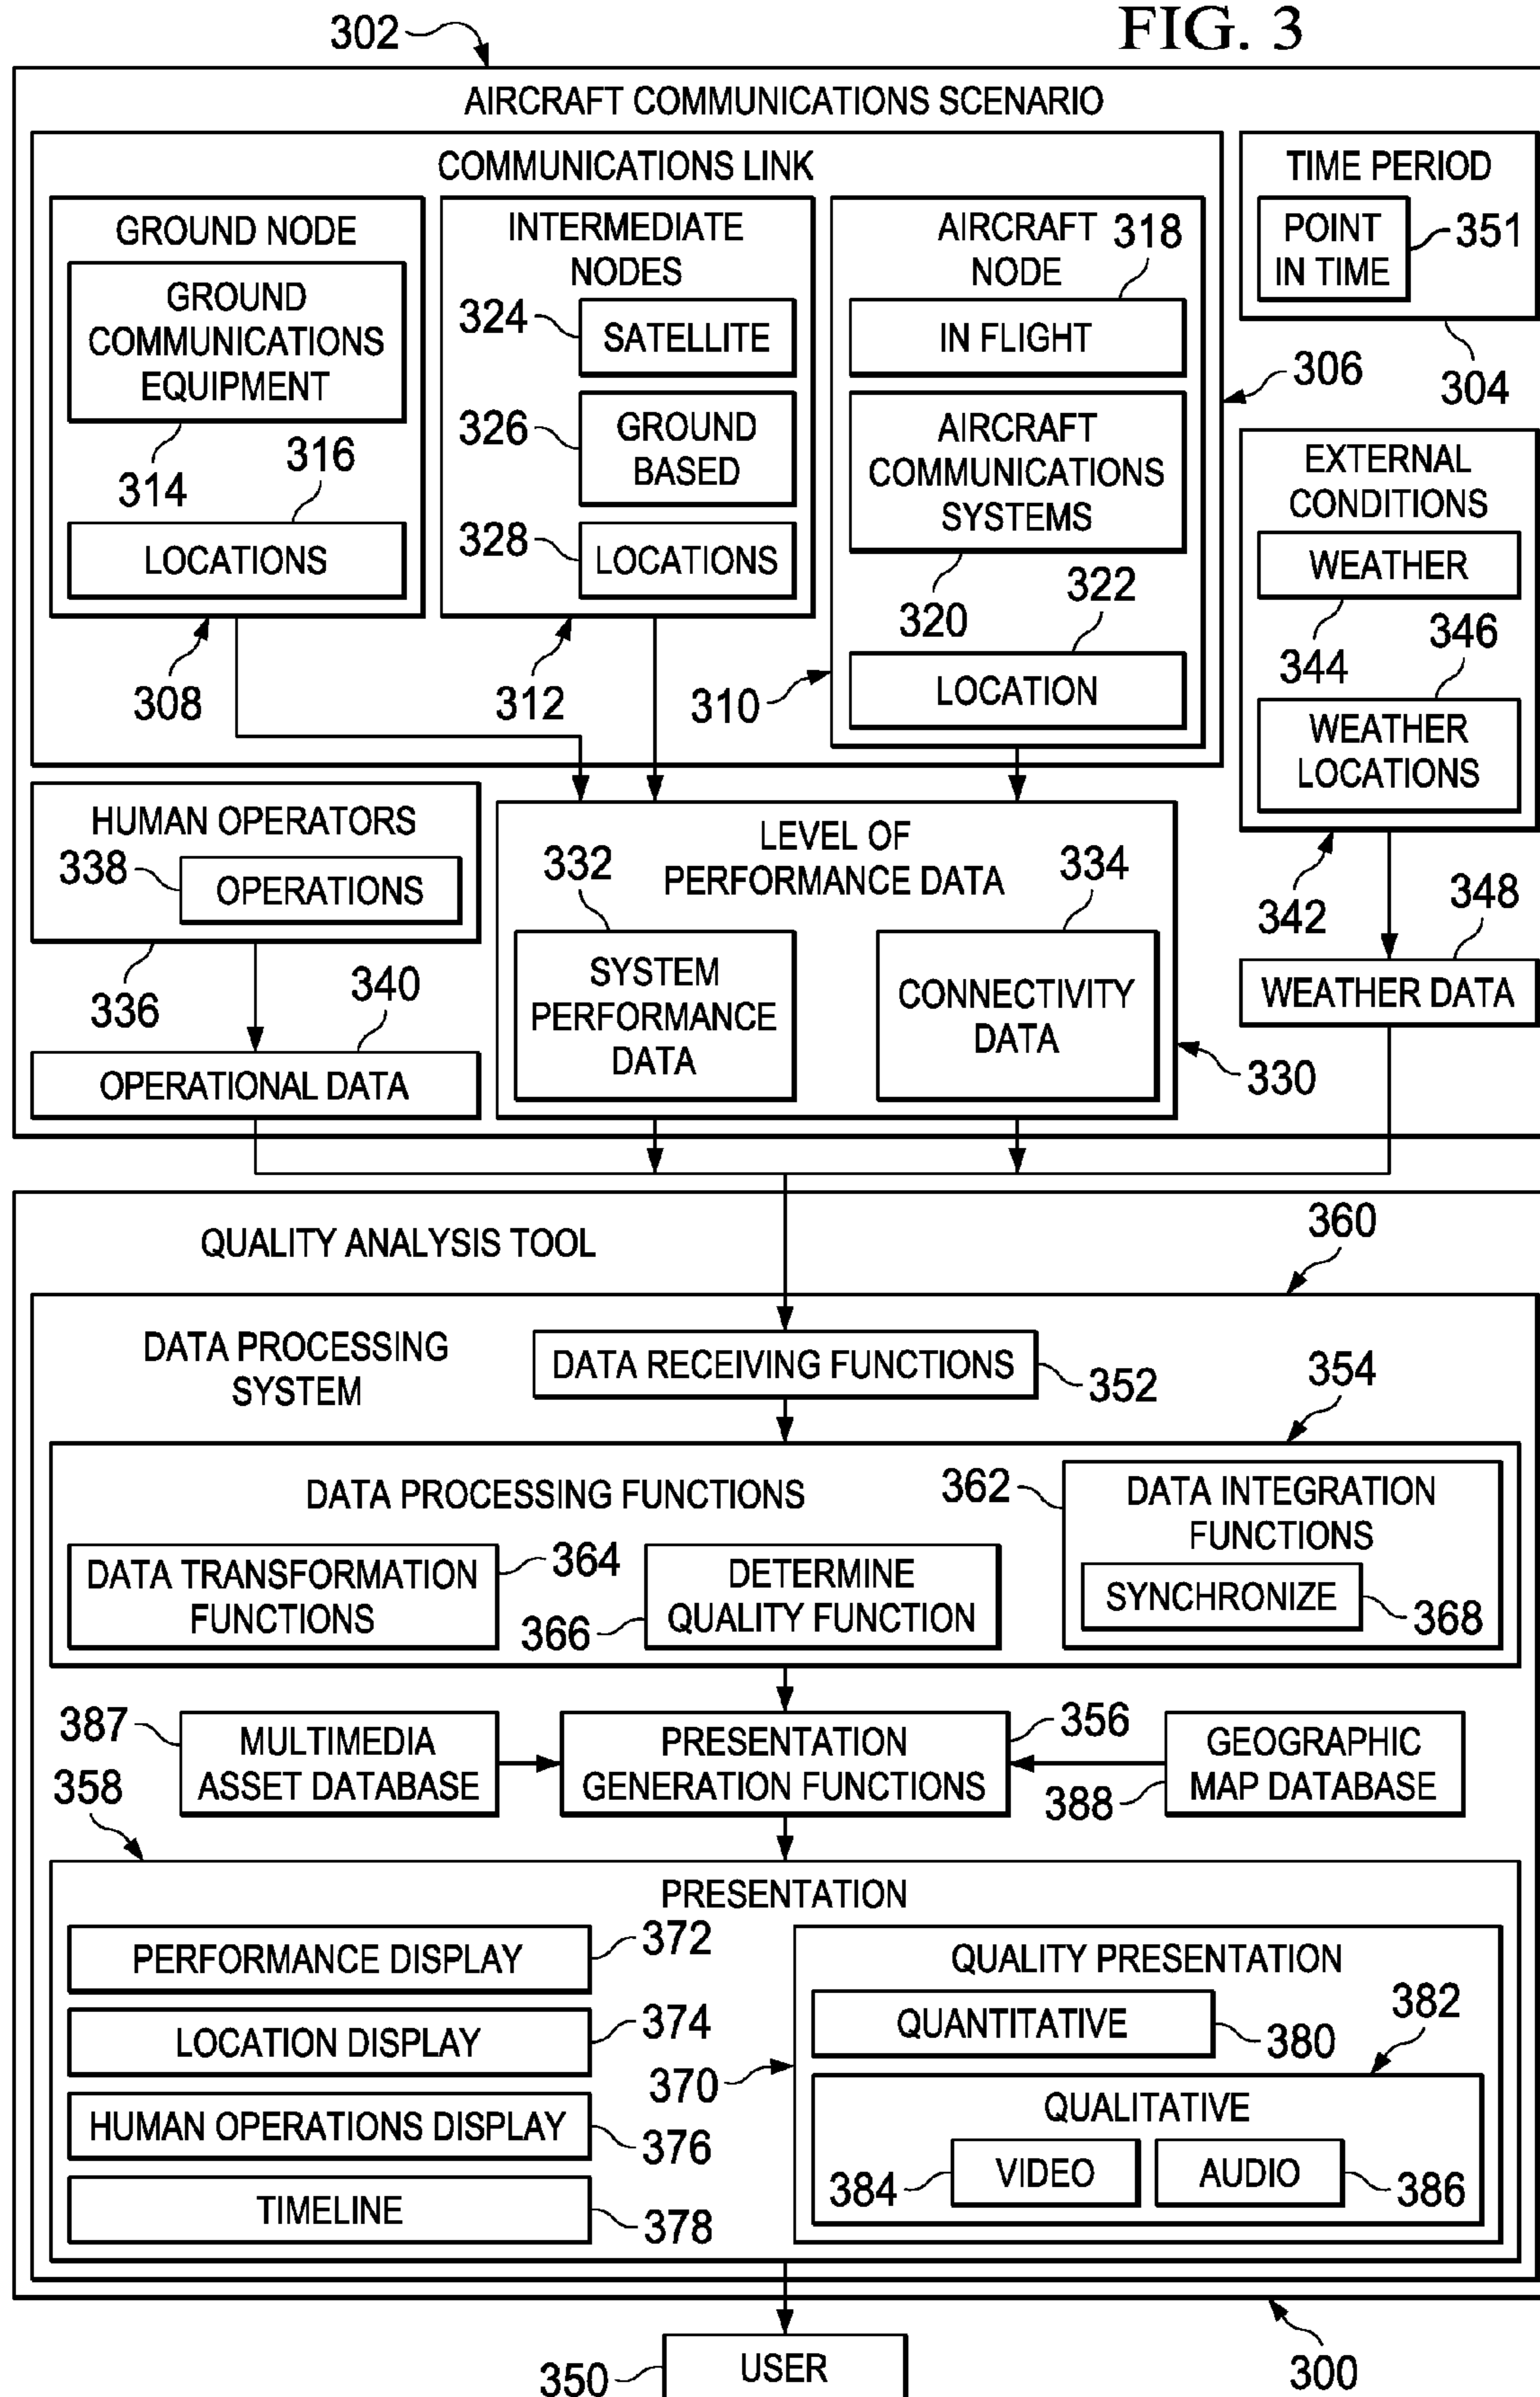 FIG. 3
302
AIRCRAFT COMMUNICATIONS SCENARIO
COMMUNICATIONS LINK
GROUND NODE
GROUND
COMMUNICATIONS
EQUIPMENT
314
316
LOCATIONS
308
INTERMEDIATE
NODES
324
SATELLITE
326
GROUND
BASED
328
LOCATIONS
312
AIRCRAFT
NODE
318
IN FLIGHT
AIRCRAFT
COMMUNICATIONS
SYSTEMS
320
322
310
LOCATION
TIME PERIOD
POINT
IN TIME
351
304
306
EXTERNAL
CONDITIONS
WEATHER
344
346
WEATHER
LOCATIONS
342
348
WEATHER DATA
HUMAN OPERATORS
338
OPERATIONS
336
340
OPERATIONAL DATA
LEVEL OF
PERFORMANCE DATA
332
334
SYSTEM
PERFORMANCE
DATA
CONNECTIVITY
DATA
330
QUALITY ANALYSIS TOOL
360
DATA PROCESSING
SYSTEM
DATA RECEIVING FUNCTIONS
352
354
DATA PROCESSING FUNCTIONS
DATA TRANSFORMATION
FUNCTIONS
364
DETERMINE
QUALITY FUNCTION
366
362
DATA INTEGRATION
FUNCTIONS
SYNCHRONIZE
368
387
MULTIMEDIA
ASSET DATABASE
PRESENTATION
GENERATION FUNCTIONS
356
GEOGRAPHIC
MAP DATABASE
388
358
PRESENTATION
PERFORMANCE DISPLAY
372
LOCATION DISPLAY
374
HUMAN OPERATIONS DISPLAY
376
TIMELINE
378
QUALITY PRESENTATION
QUANTITATIVE
380
382
370
QUALITATIVE
384
VIDEO
AUDIO
386
350
USER
300